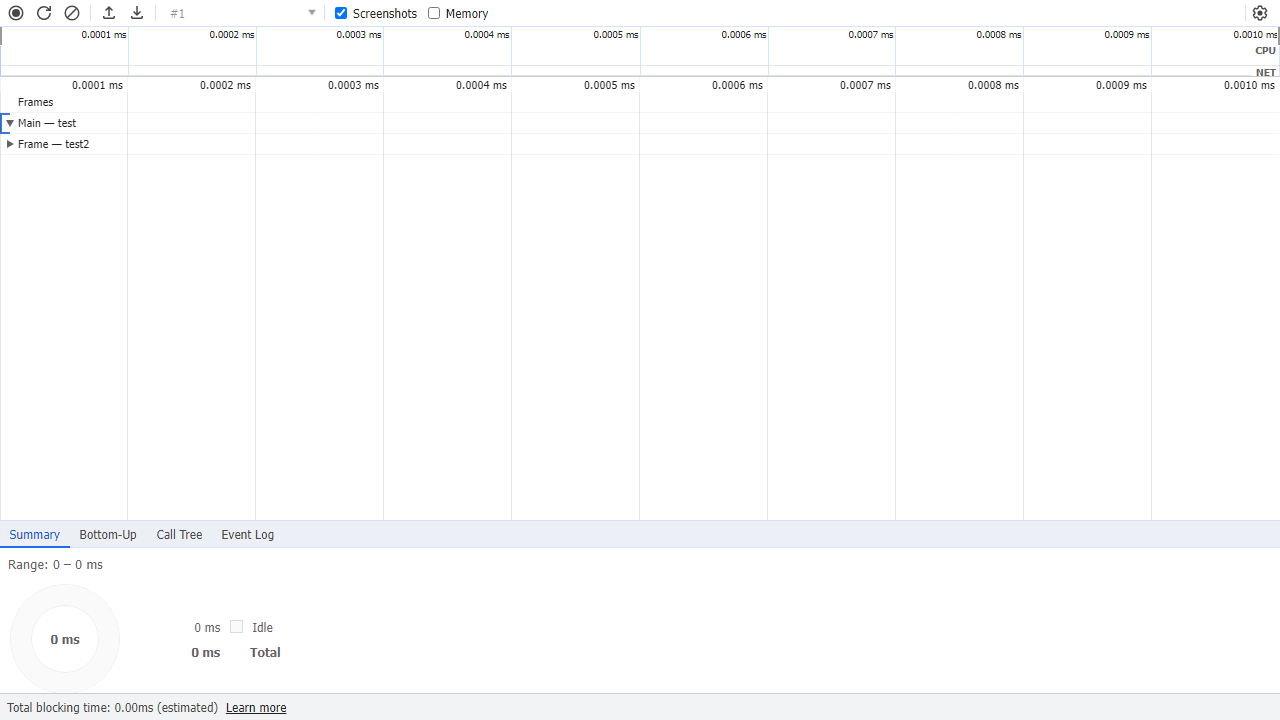 #1 Screenshots Memory
0.0001 ms 0.0002 ms 0.0003 ms 0.0004 ms 0.0005 ms 0.0006 ms 0.0007 ms 0.0008 ms 0.0009 ms 0.0010 ms
CPU
NET
0.0001 ms 0.0002 ms 0.0003 ms 0.0004 ms 0.0005 ms 0.0006 ms 0.0007 ms 0.0008 ms 0.0009 ms 0.0010 ms
Frames
Main — test
Frame — test2
Summary Bottom-Up Call Tree Event Log
Range: 0 – 0 ms
0 ms Idle
0 ms
0 ms Total
Total blocking time: 0.00ms (estimated) Learn more